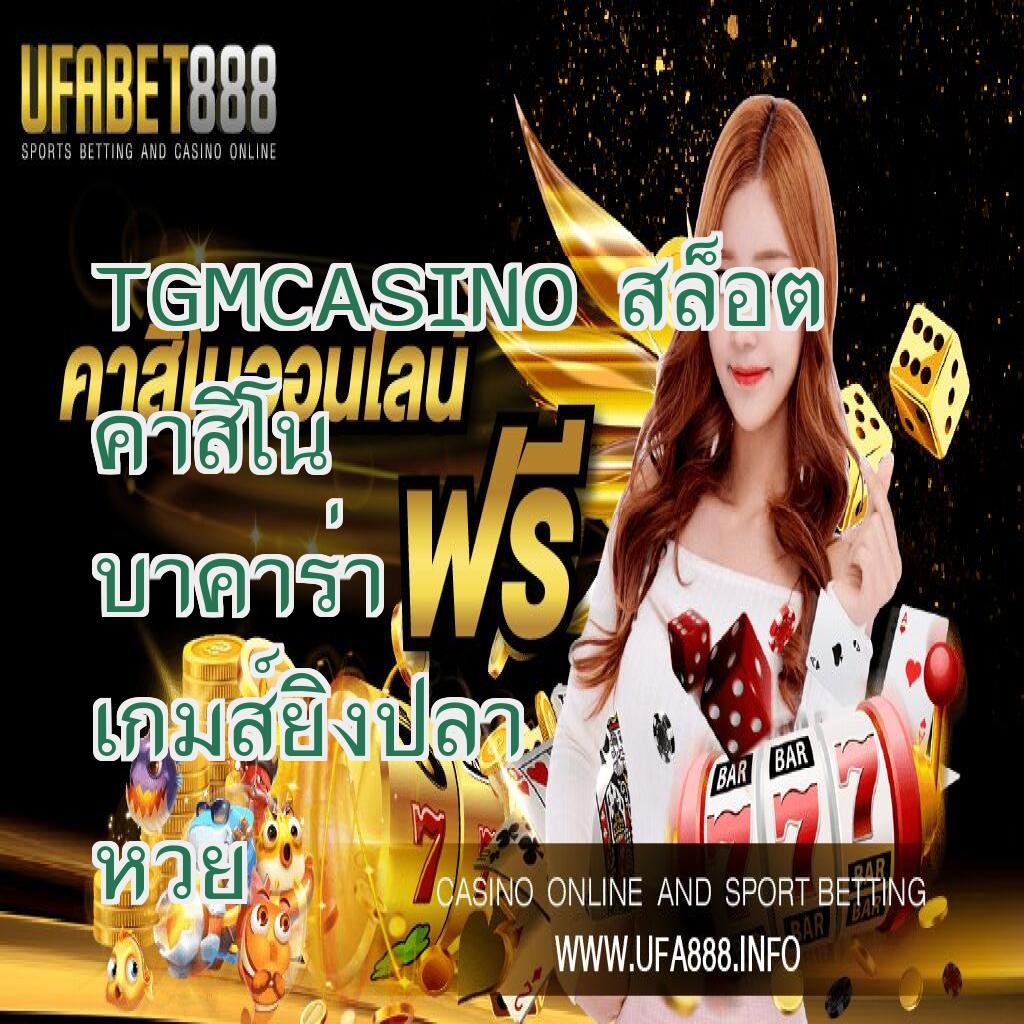 UFABET888
SPORTS BETTING AND CASINO ONLINE
TGMCASINO สล็อต
คาสิโนออนไลน์
คาสิโน
ฟรี
บาคาร่า
เกมส์ยิงปลา
หวย
7
BAR BAR
7 7 7
BAR
BAR BAR
A
CASINO ONLINE AND SPORT BETTING
WWW.UFA888.INFO